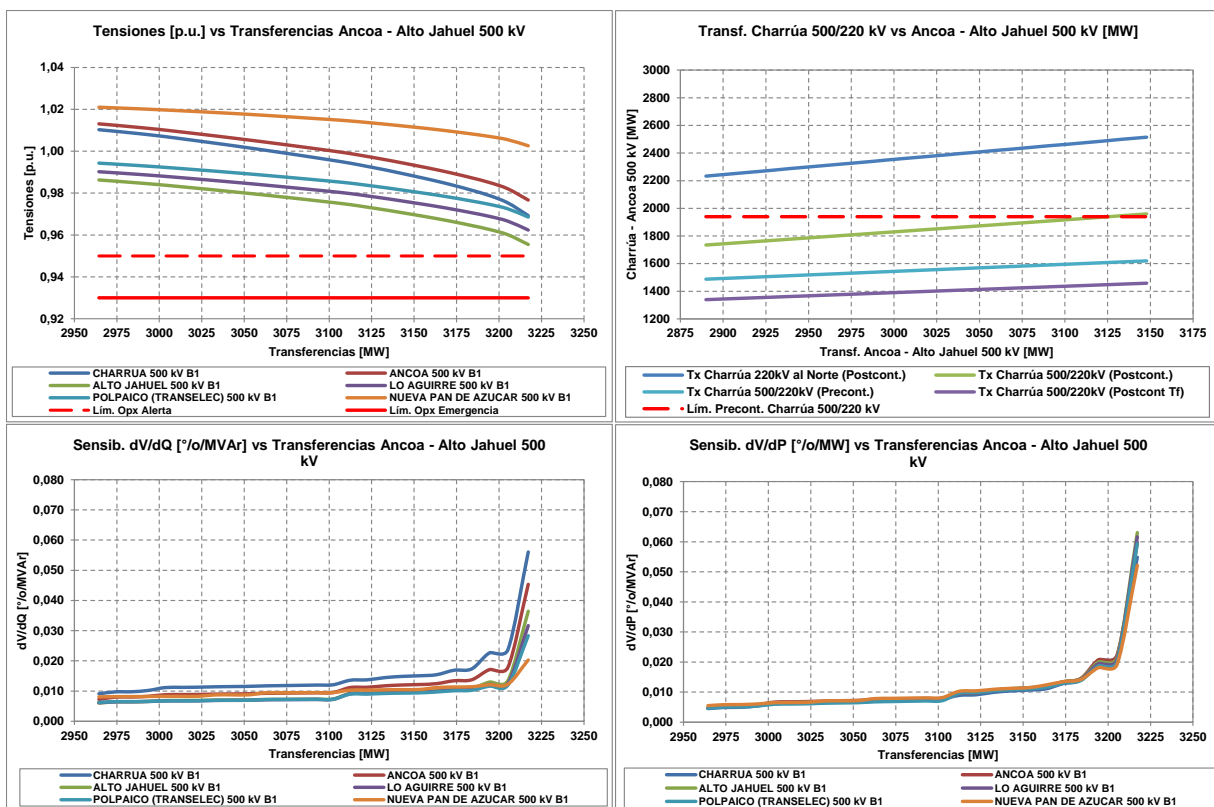 Tensiones [p.u.] vs Transferencias Ancoa - Alto Jahuel 500 kV
1,04
1,02
1,00
0,98
0,96
0,94
0,92
Tensiones [p.u.]
2950 2975 3000 3025 3050 3075 3100 3125 3150 3175 3200 3225 3250
Transferencias [MW]
CHARRUA 500 kV B1 ANCOA 500 kV B1
ALTO JAHUEL 500 kV B1 LO AGUIRRE 500 kV B1
POLPAICO (TRANSELEC) 500 kV B1 NUEVA PAN DE AZUCAR 500 kV B1
Lím. Opx Alerta Lím. Opx Emergencia
Transf. Charrúa 500/220 kV vs Ancoa - Alto Jahuel 500 kV [MW]
3000
2800
2600
2400
2200
2000
1800
1600
1400
1200
Charrúa - Ancoa 500 kV [MW]
2875 2900 2925 2950 2975 3000 3025 3050 3075 3100 3125 3150 3175
Transf. Ancoa - Alto Jahuel 500 kV [MW]
Tx Charrúa 220kV al Norte (Postcont.) Tx Charrúa 500/220kV (Postcont.)
Tx Charrúa 500/220kV (Precont.) Tx Charrúa 500/220kV (Postcont Tf)
Lím. Precont. Charrúa 500/220 kV
Sensib. dV/dQ [°/o/MVAr] vs Transferencias Ancoa - Alto Jahuel 500
kV
0,080
0,070
0,060
0,050
0,040
0,030
0,020
0,010
0,000
dV/dQ [°/o/MVAr]
2950 2975 3000 3025 3050 3075 3100 3125 3150 3175 3200 3225 3250
Transferencias [MW]
CHARRUA 500 kV B1 ANCOA 500 kV B1
ALTO JAHUEL 500 kV B1 LO AGUIRRE 500 kV B1
POLPAICO (TRANSELEC) 500 kV B1 NUEVA PAN DE AZUCAR 500 kV B1
Sensib. dV/dP [°/o/MW] vs Transferencias Ancoa - Alto Jahuel 500
kV
0,080
0,070
0,060
0,050
0,040
0,030
0,020
0,010
0,000
dV/dP [°/o/MW]
2950 2975 3000 3025 3050 3075 3100 3125 3150 3175 3200 3225 3250
Transferencias [MW]
CHARRUA 500 kV B1 ANCOA 500 kV B1
ALTO JAHUEL 500 kV B1 LO AGUIRRE 500 kV B1
POLPAICO (TRANSELEC) 500 kV B1 NUEVA PAN DE AZUCAR 500 kV B1